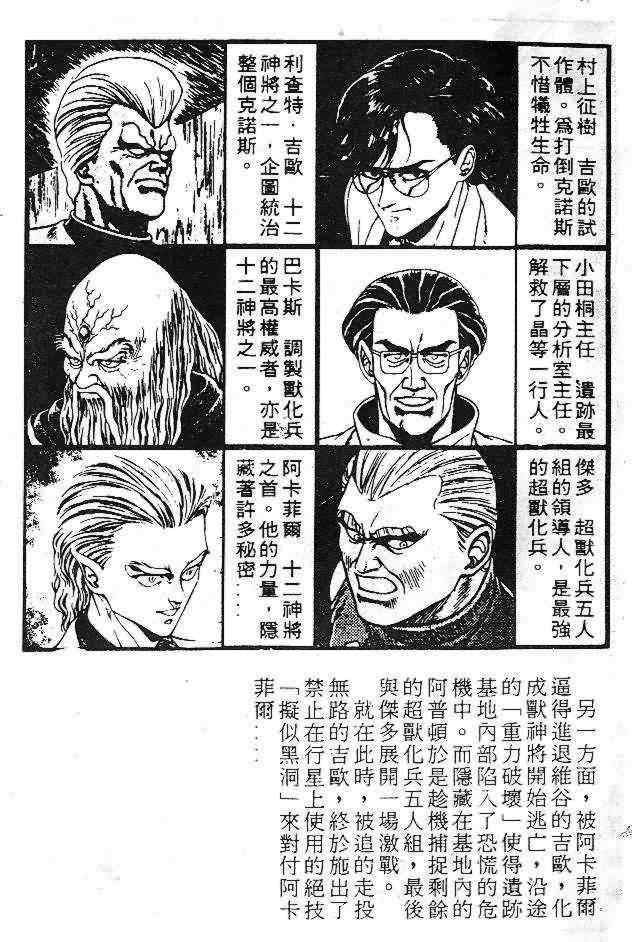 村上征樹　吉歐的試
作體。為打倒克諾斯
不惜犧牲生命。
利查特．吉歐　十二
神將之一，企圖統治
整個克諾斯。
小田桐主任　遺跡最
下層的分析室主任。
解救了晶等一行人。
巴卡斯　調製獸化兵
的最高權威者，亦是
十二神將之一。
傑多　超獸化兵五人
組的領導人，是最強
的超獸化兵。
阿卡菲爾　十二神將
之首。他的力量，隱
藏著許多秘密……
另一方面，被阿卡菲爾
逼得進退維谷的吉歐，化
成獸神將開始逃亡，沿途
的「重力破壞」使得遺跡
基地內部陷入了恐慌的危
機中。而隱藏在基地內的
阿普頓於是趁機捕捉剩餘
的超獸化兵五人組，最後
與傑多展開一場激戰。
就在此時，被追的走投
無路的吉歐，終於施出了
禁止在行星上使用的絕技
「擬似黑洞」來對付阿卡
菲爾……